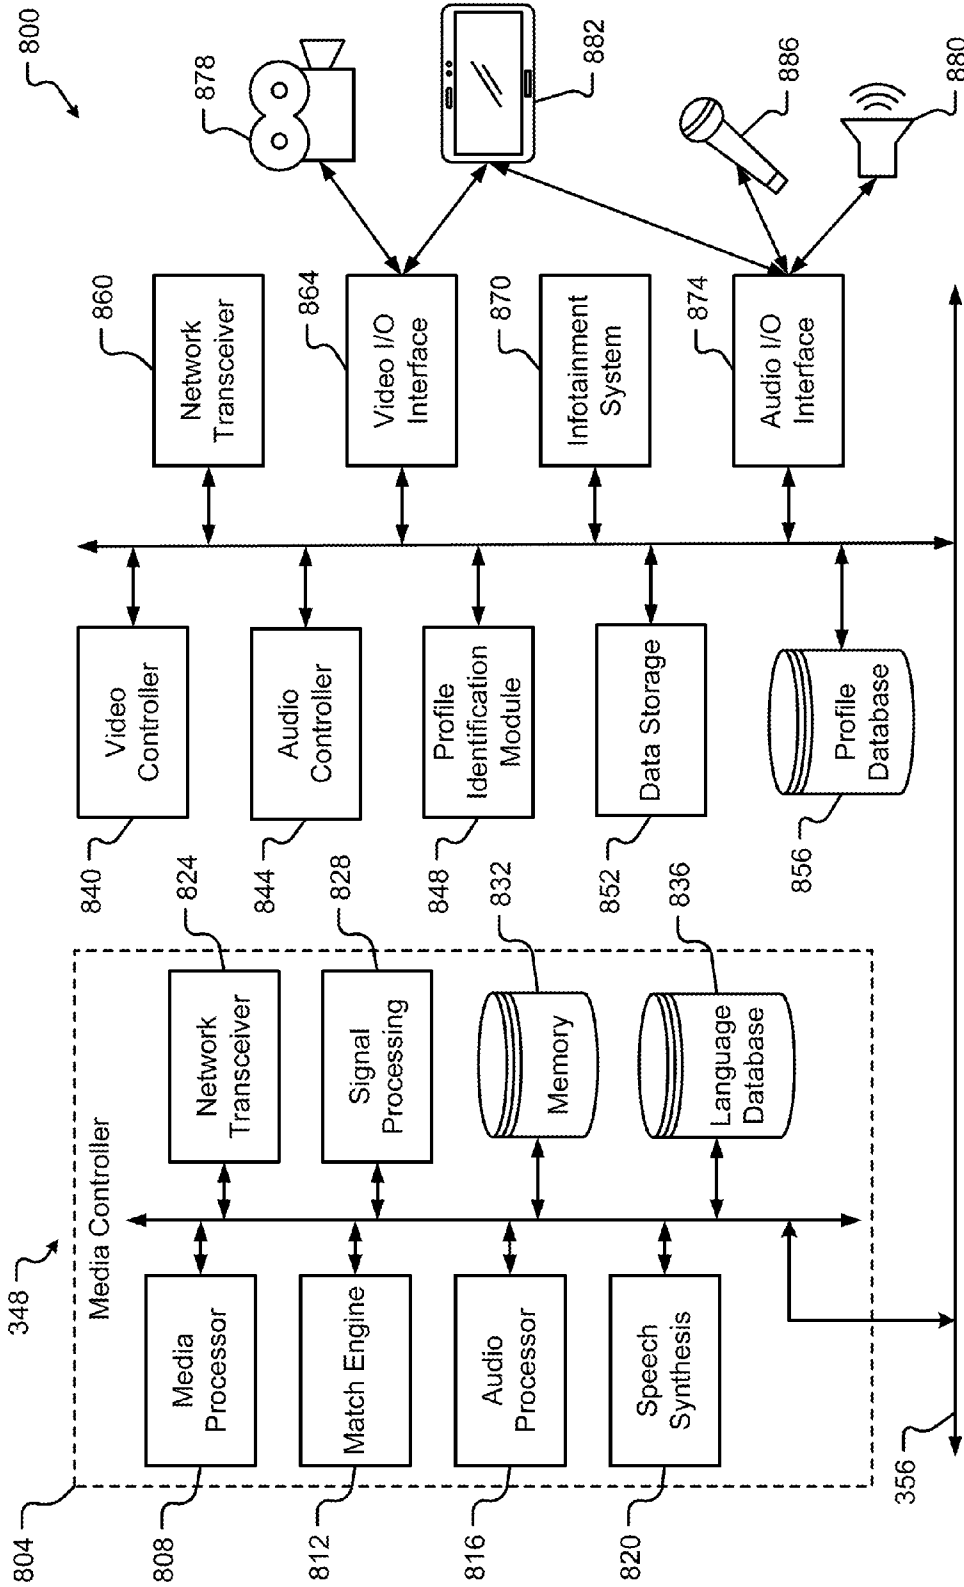 800
348
Media Controller
804
808
Media
Processor
812
Match Engine
816
Audio
Processor
820
Speech
Synthesis
824
Network
Transceiver
828
Signal
Processing
832
Memory
836
Language
Database
840
Video
Controller
844
Audio
Controller
848
Profile
Identification
Module
852
Data Storage
856
Profile
Database
860
Network
Transceiver
864
Video I/O
Interface
870
Infotainment
System
874
Audio I/O
Interface
878
882
886
880
356